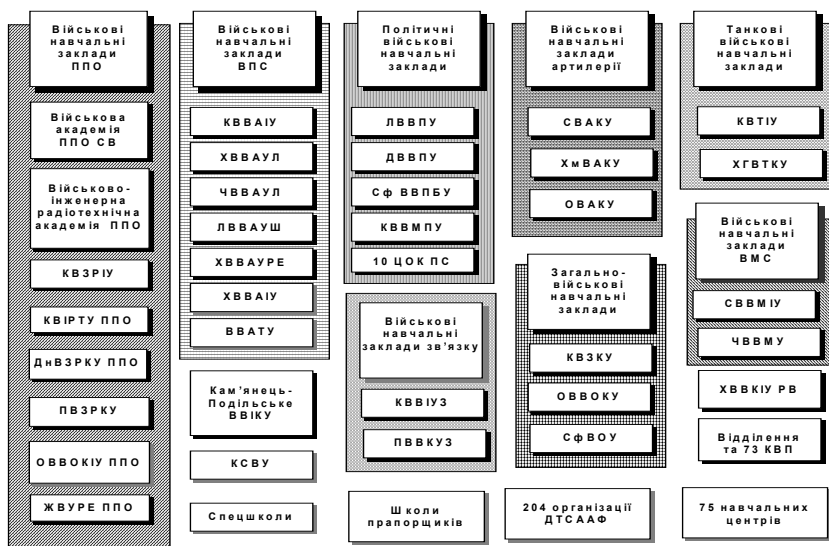 Військові
навчальні
заклади
ППО
Військова
академія
ППО СВ
Військово-
інженерна
радіотехнічна
академія ППО
КВЗРІУ
КВІРТУ ППО
ДнВЗРКУ ППО
ПВЗРКУ
ОВВОКІУ ППО
ЖВУРЕ ППО
Військові
навчальні
заклади
ВПС
КВВАІУ
ХВВАУЛ
ЧВВАУЛ
ЛВВАУШ
ХВВАУРЕ
ХВВАІУ
ВВАТУ
Кам’янець-
Подільське
ВВІКУ
КСВУ
Спецшколи
Політичні
військові
навчальні
заклади
ЛВВПУ
ДВВПУ
Сф ВВПБУ
КВВМПУ
10 ЦОК ПС
Військові
навчальні
заклади зв’язку
КВВІУЗ
ПВВКУЗ
Школи
прапорщиків
Військові
навчальні
заклади
артилерії
СВАКУ
ХмВАКУ
ОВАКУ
Загально-
військові
навчальні
заклади
КВЗКУ
ОВВОКУ
СфВОУ
204 організації
ДТСААФ
Танкові
військові
навчальні
заклади
КВТІУ
ХГВТКУ
Військові
навчальні
заклади
ВМС
СВВМІУ
ЧВВМУ
ХВВКІУ РВ
Відділення
та 73 КВП
75 навчальних
центрів